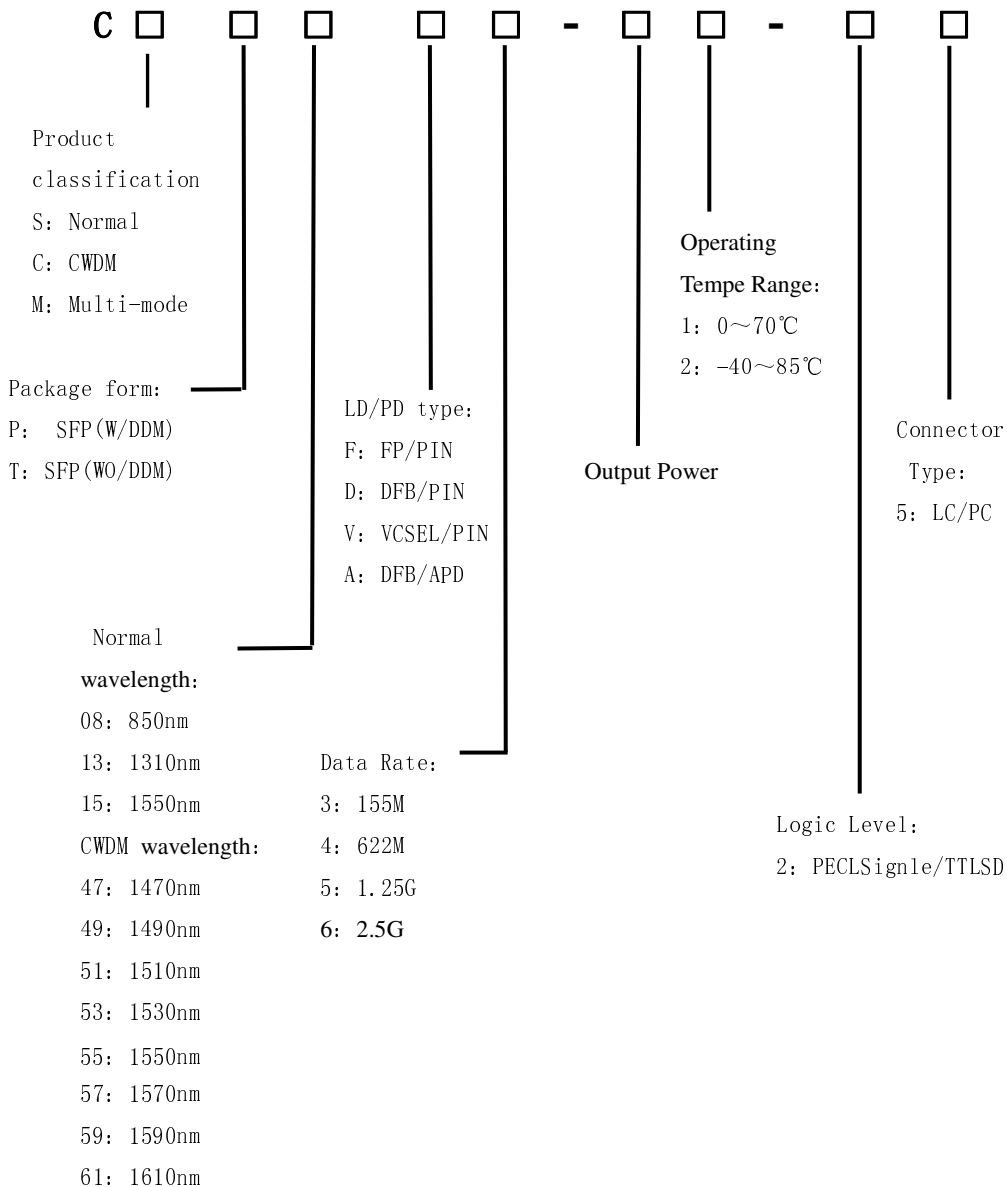 C □ □ □ □ □ - □ □ - □ □
Product
classification
S: Normal
C: CWDM
M: Multi-mode
Package form:
P: SFP(W/DDM)
T: SFP(WO/DDM)
Normal
wavelength:
08: 850nm
13: 1310nm
15: 1550nm
CWDM wavelength:
47: 1470nm
49: 1490nm
51: 1510nm
53: 1530nm
55: 1550nm
57: 1570nm
59: 1590nm
61: 1610nm
LD/PD type:
F: FP/PIN
D: DFB/PIN
V: VCSEL/PIN
A: DFB/APD
Data Rate:
3: 155M
4: 622M
5: 1.25G
6: 2.5G
Output Power
Operating
Tempe Range:
1: 0～70℃
2: -40～85℃
Logic Level:
2: PECLSignle/TTLSD
Connector
Type:
5: LC/PC